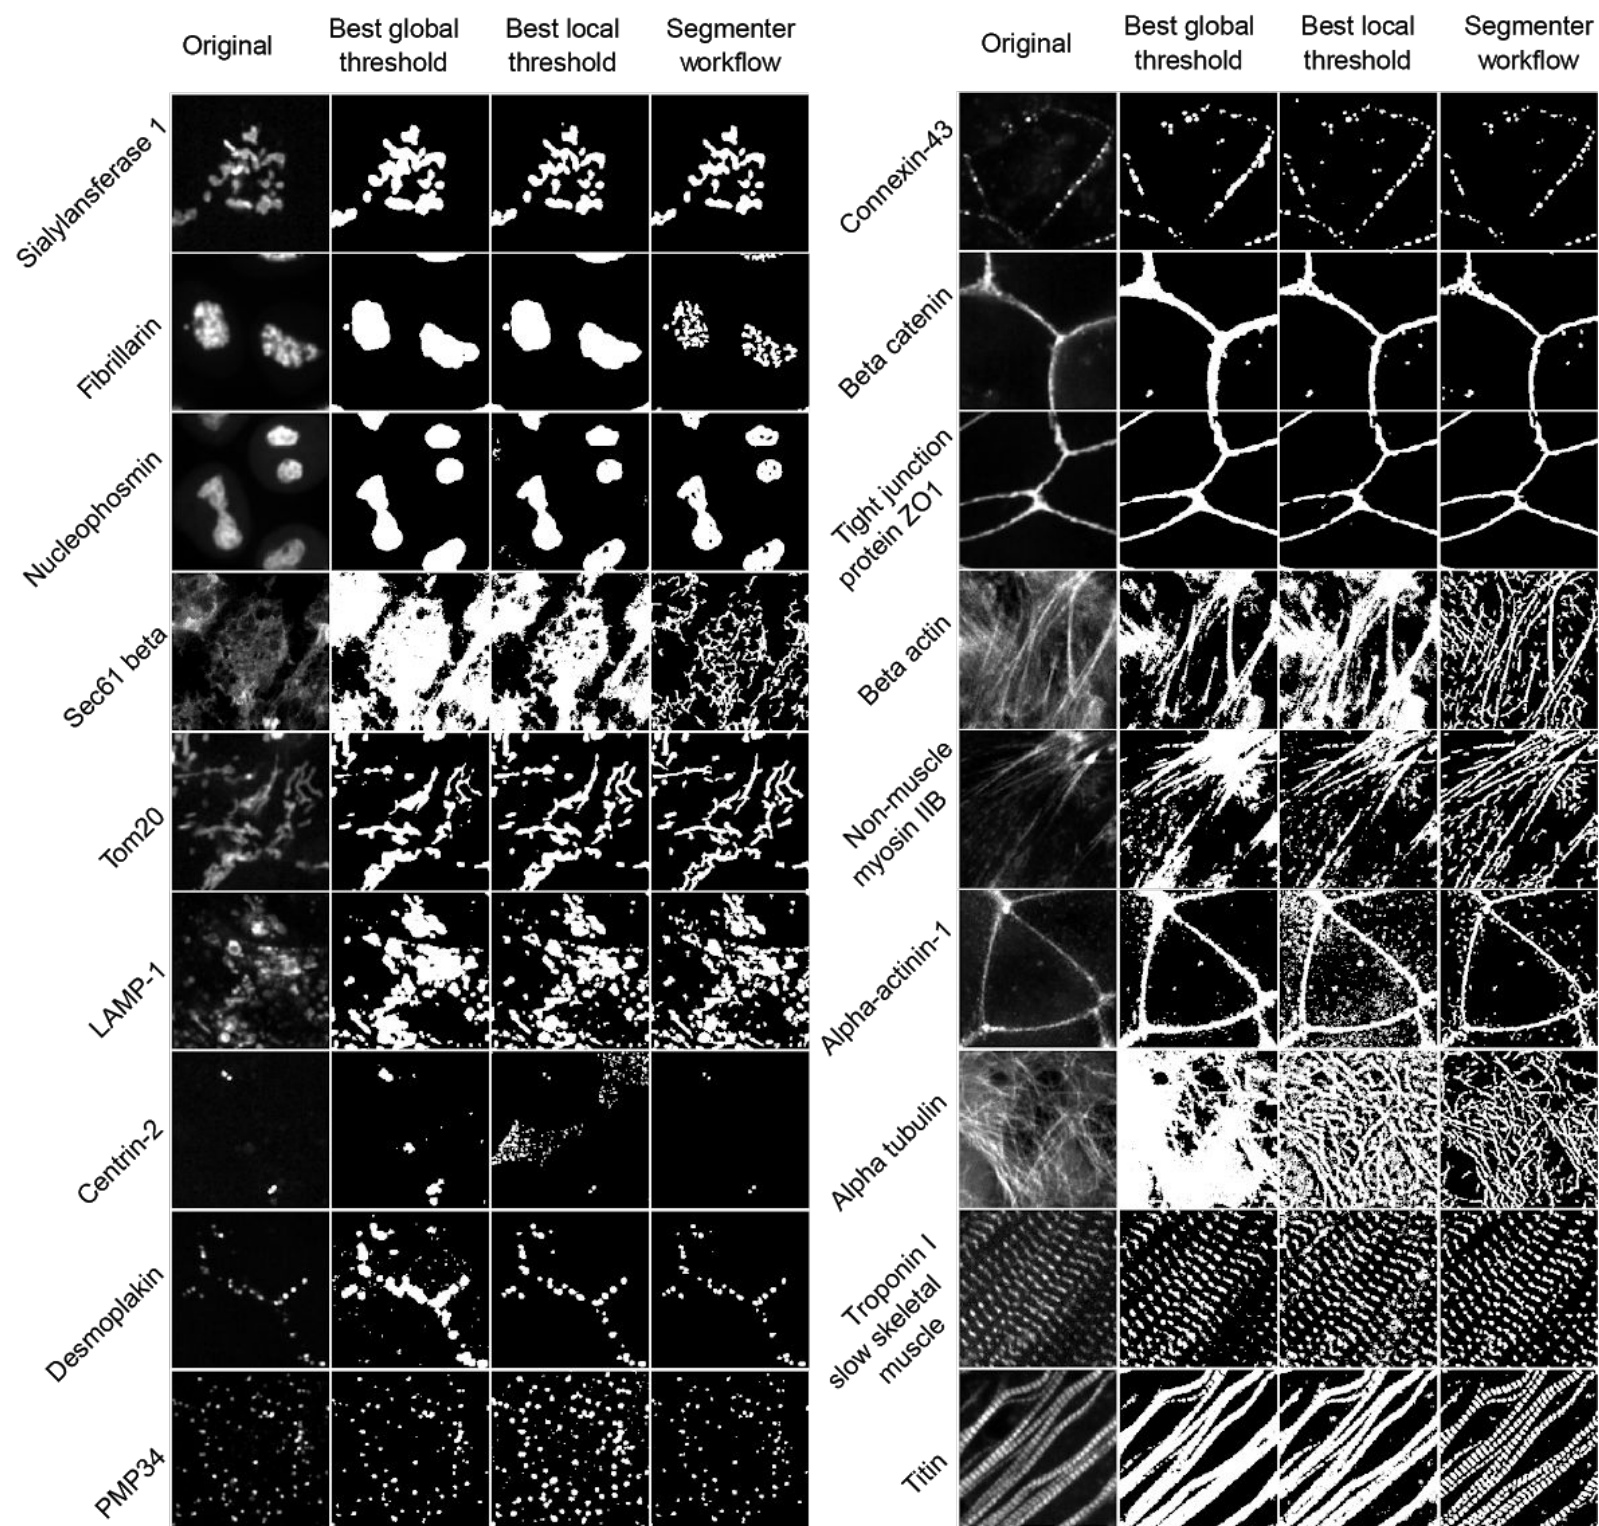 Original
Best global
threshold
Best local
threshold
Segmenter
workflow
Sialylansferase 1
Fibrillarin
Nucleophosmin
Sec61 beta
Tom20
LAMP-1
Centrin-2
Desmoplakin
PMP34
Original
Best global
threshold
Best local
threshold
Segmenter
workflow
Connexin-43
Beta catenin
Tight junction
protein ZO1
Beta actin
Non-muscle
myosin IIB
Alpha-actinin-1
Alpha tubulin
Troponin I
slow skeletal
muscle
Titin